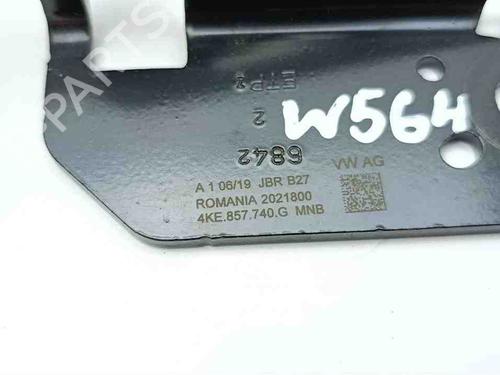 ETP2
2
6842
W564
A 1 06/19 JBR B27
VW AG
ROMANIA 2021800
4KE.857.740.G MNB